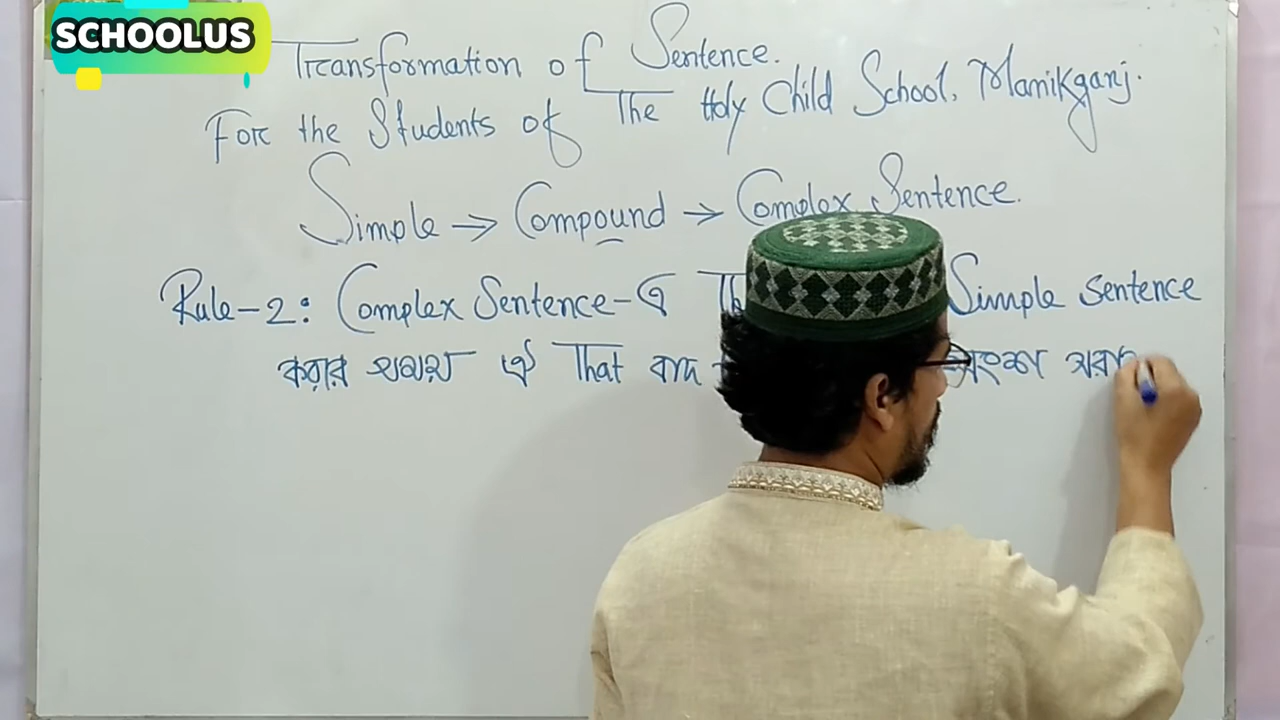 SCHOOLUS
Transformation of Sentence.
For the Students of The Holy Child School, Manikganj.
Simple → Compound → Complex Sentence.
Rule-2: Complex Sentence-এ Simple sentence
করার সময় ঐ That বাদ